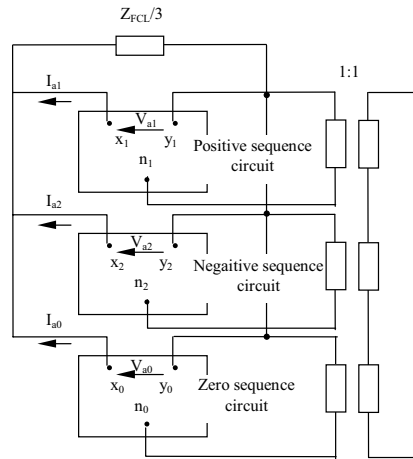 Z_FCL/3
1:1
I_a1
V_a1
x_1 y_1
n_1
Positive sequence
circuit
I_a2
V_a2
x_2 y_2
n_2
Negaitive sequence
circuit
I_a0
V_a0
x_0 y_0
n_0
Zero sequence
circuit